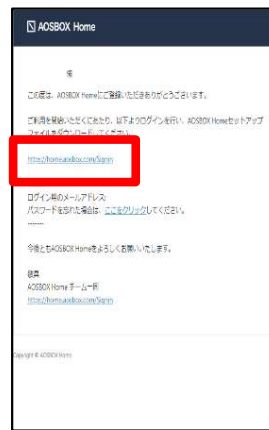 AOSBOX Home
様
この度は、AOSBOX Homeにご登録いただきありがとうございます。
ご利用を開始いただくにあたり、以下よりログインを行い、AOSBOX Homeセットアップ
ファイルをダウンロードしてください。
https://home.aosbox.com/Signin
ログイン用のメールアドレス:
パスワードを忘れた場合は、ここをクリックしてください。
-------
今後ともAOSBOX Homeをよろしくお願いいたします。
敬具
AOSBOX Home チーム一同
https://home.aosbox.com/Signin
Copyright © AOSBOX Home